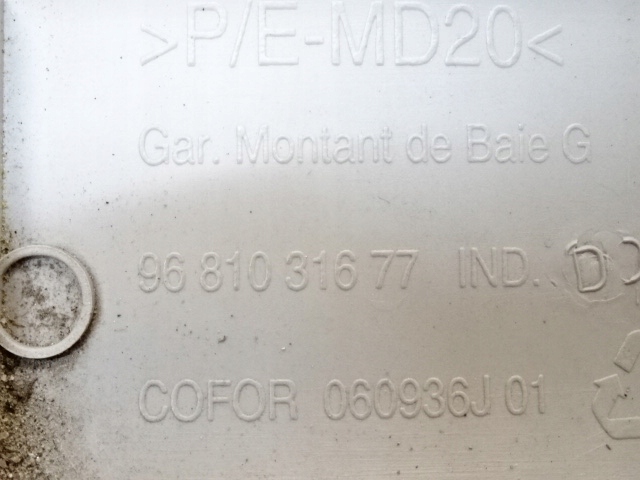 >P/E-MD20<
Gar. Montant de Baie G
96 810 316 77 IND. D
COFOR 060936J 01